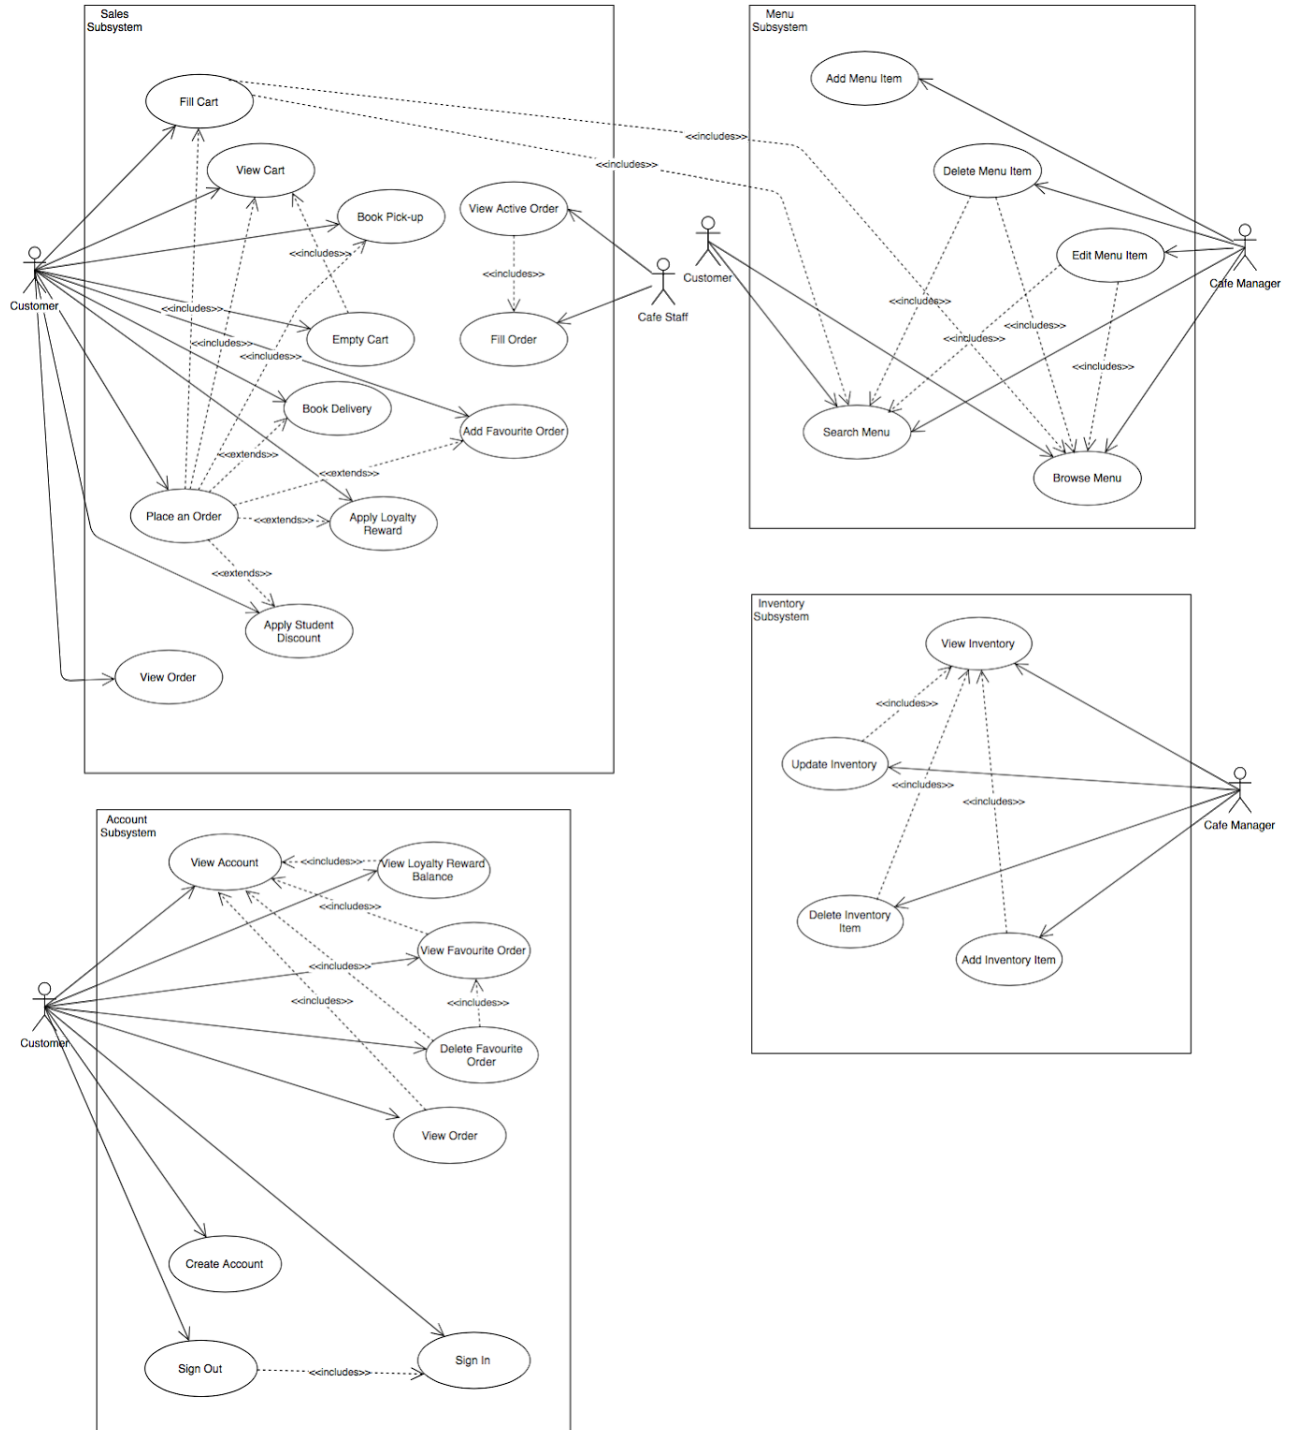 Sales
Subsystem
Fill Cart
View Cart
Book Pick-up
View Active Order
<<includes>>
<<includes>>
<<includes>>
<<includes>>
Customer
<<includes>>
<<includes>>
<<includes>>
Empty Cart
Fill Order
Cafe Staff
Book Delivery
Add Favourite Order
<<extends>>
<<extends>>
Place an Order
<<extends>>
Apply Loyalty
Reward
<<extends>>
Apply Student
Discount
View Order
Menu
Subsystem
Add Menu Item
Delete Menu Item
Edit Menu Item
Customer
Cafe Manager
<<includes>>
<<includes>>
<<includes>>
<<includes>>
Search Menu
Browse Menu
Inventory
Subsystem
View Inventory
<<includes>>
Update Inventory
<<includes>>
<<includes>>
Cafe Manager
Delete Inventory
Item
Add Inventory Item
Account
Subsystem
View Account
<<includes>>
View Loyalty Reward
Balance
<<includes>>
View Favourite Order
<<includes>>
<<includes>>
<<includes>>
Customer
Delete Favourite
Order
View Order
Create Account
Sign Out
<<includes>>
Sign In